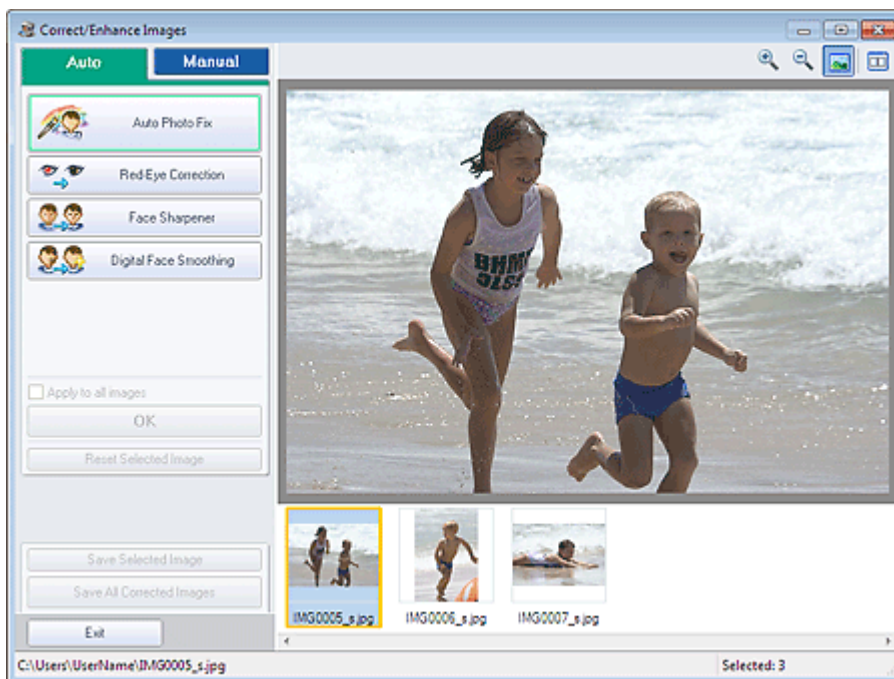 Correct/Enhance Images
Auto
Manual
Auto Photo Fix
Red-Eye Correction
Face Sharpener
Digital Face Smoothing
Apply to all images
OK
Reset Selected Image
Save Selected Image
Save All Corrected Images
Exit
IMG0005_s.jpg
IMG0006_s.jpg
IMG0007_s.jpg
C:\Users\UserName\IMG0005_s.jpg
Selected: 3